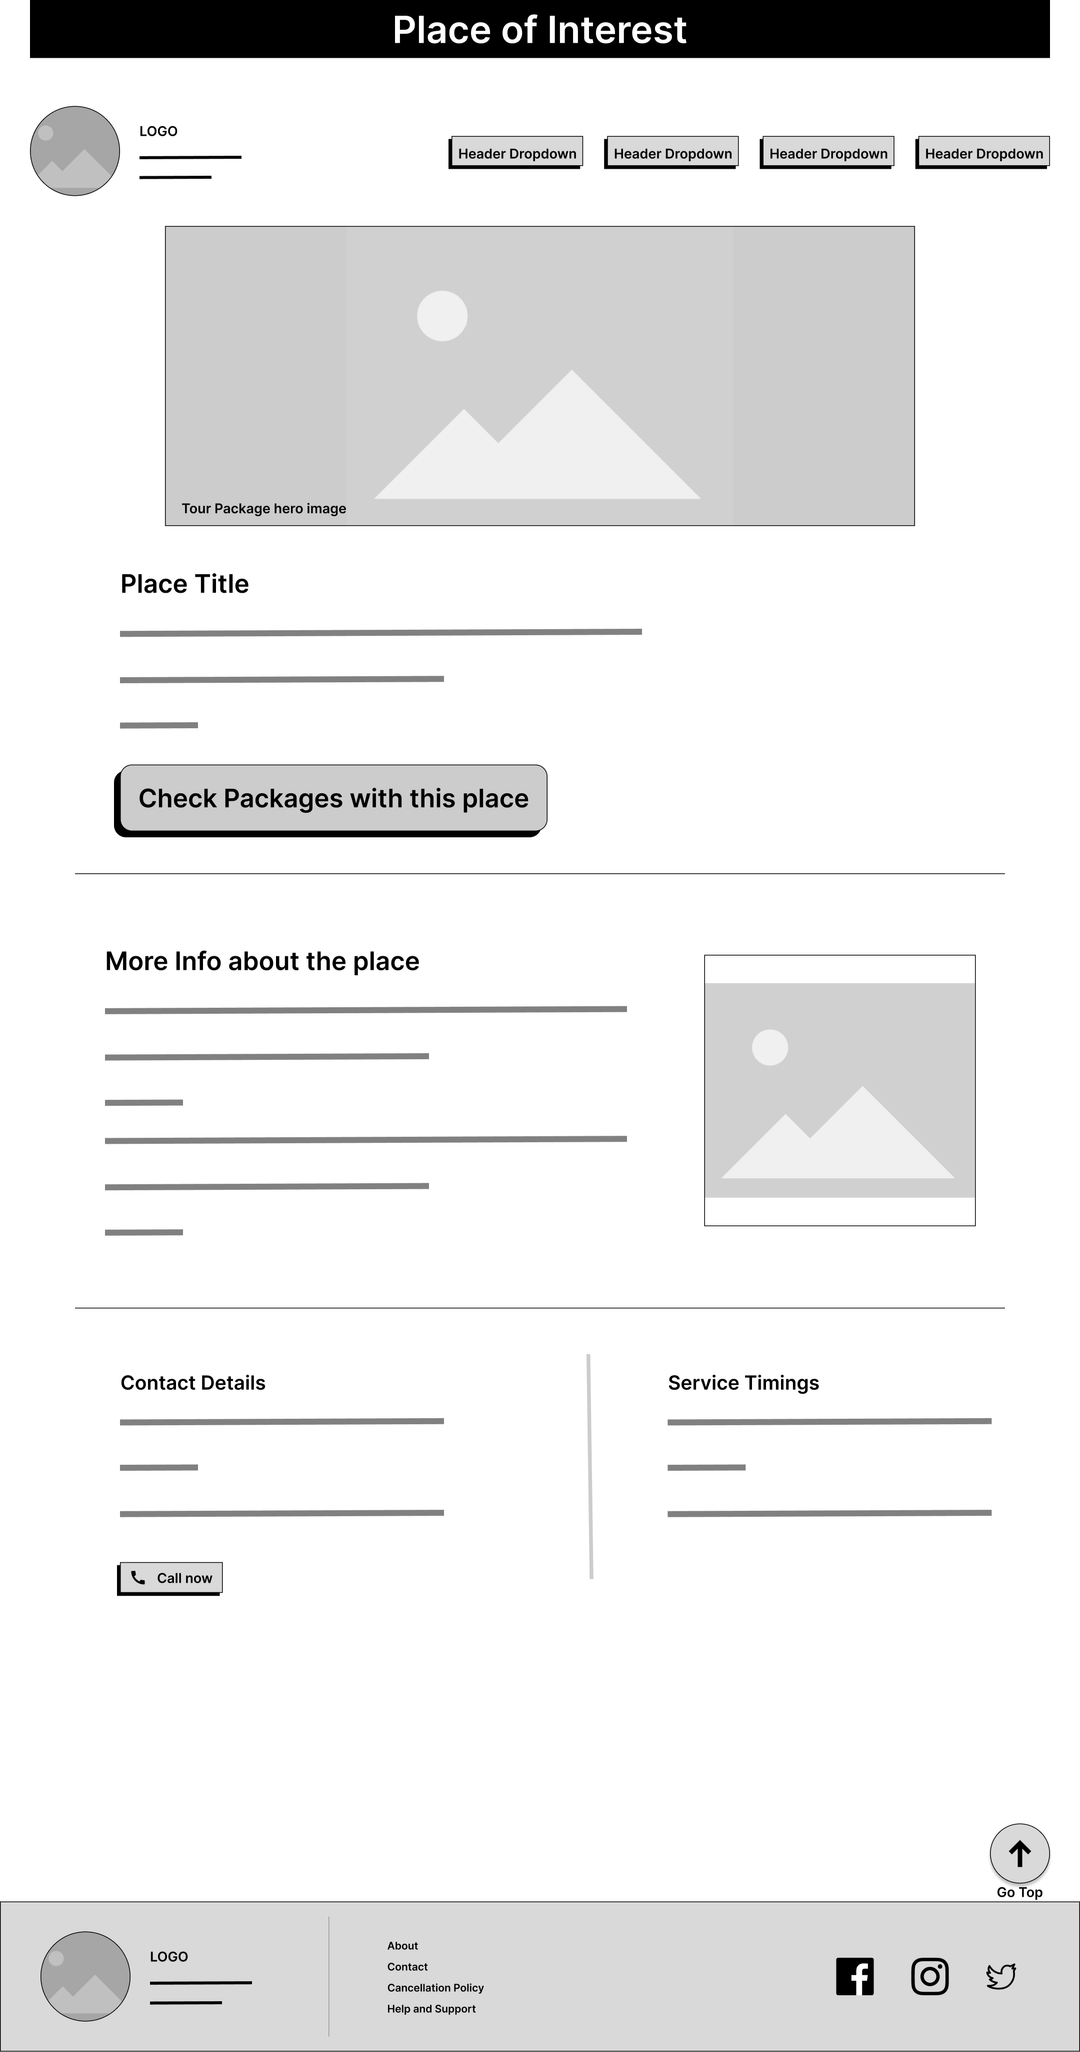 Place of Interest
LOGO
Header Dropdown
Header Dropdown
Header Dropdown
Header Dropdown
Tour Package hero image
Place Title
Check Packages with this place
More Info about the place
Contact Details
Service Timings
Call now
Go Top
LOGO
About
Contact
Cancellation Policy
Help and Support